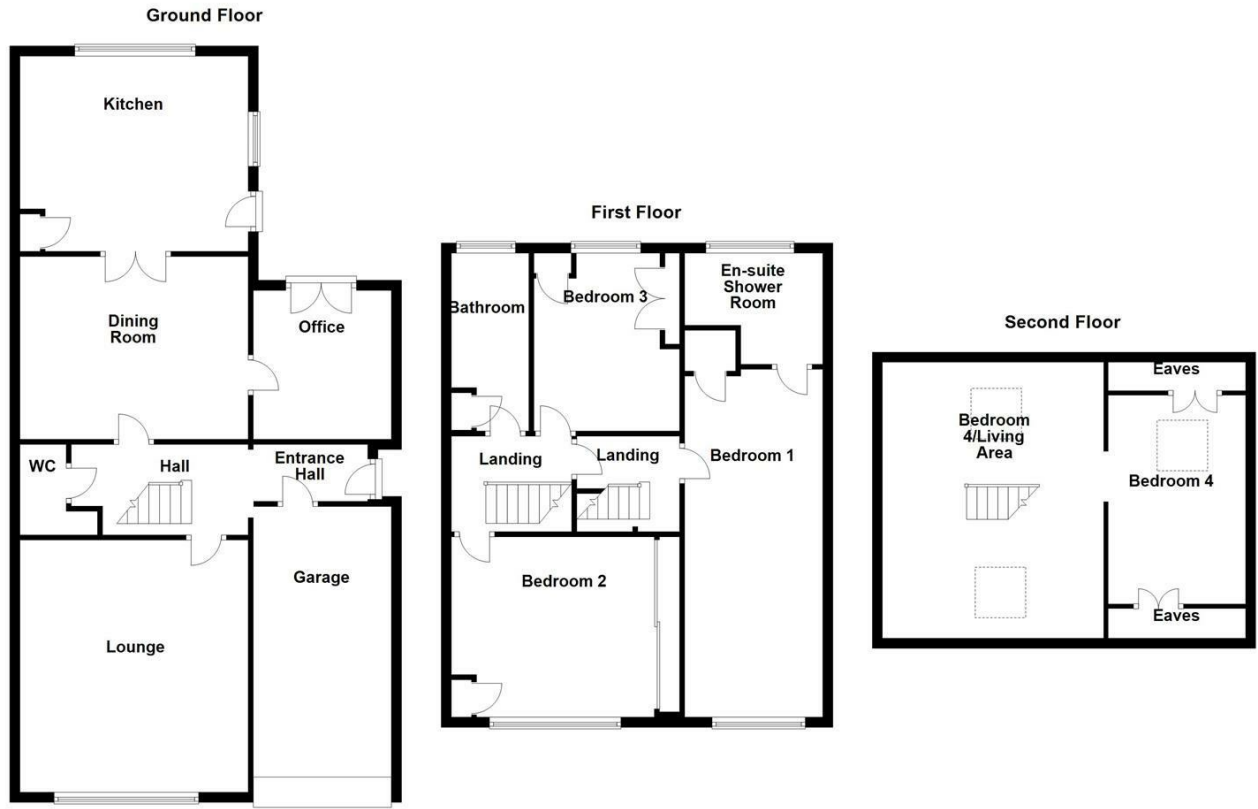 Ground Floor
Kitchen
Dining
Room
Office
WC
Hall
Entrance
Hall
Garage
Lounge
First Floor
Bathroom
Bedroom 3
En-suite
Shower
Room
Landing
Landing
Bedroom 1
Bedroom 2
Second Floor
Eaves
Bedroom
4/Living
Area
Bedroom 4
Eaves